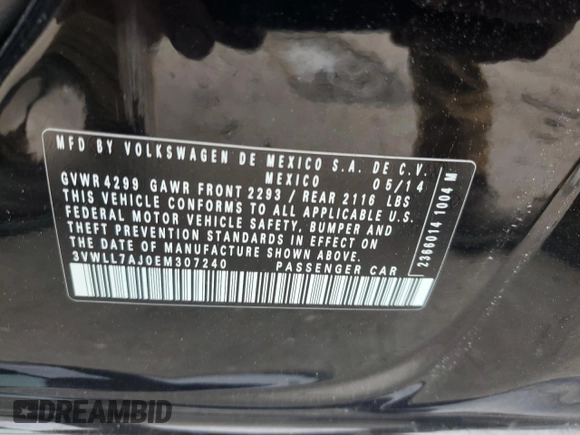 MFD BY VOLKSWAGEN DE MEXICO S.A. DE C.V.
MEXICO 05/14
GVWR 4299 GAWR FRONT 2293 / REAR 2116 LBS
THIS VEHICLE CONFORMS TO ALL APPLICABLE U.S.
FEDERAL MOTOR VEHICLE SAFETY, BUMPER AND
THEFT PREVENTION STANDARDS IN EFFECT ON
THE DATE OF MANUFACTURE SHOWN ABOVE.
3VWLL7AJ0EM307240 PASSENGER CAR
2366014 1004 M
DREAMBID